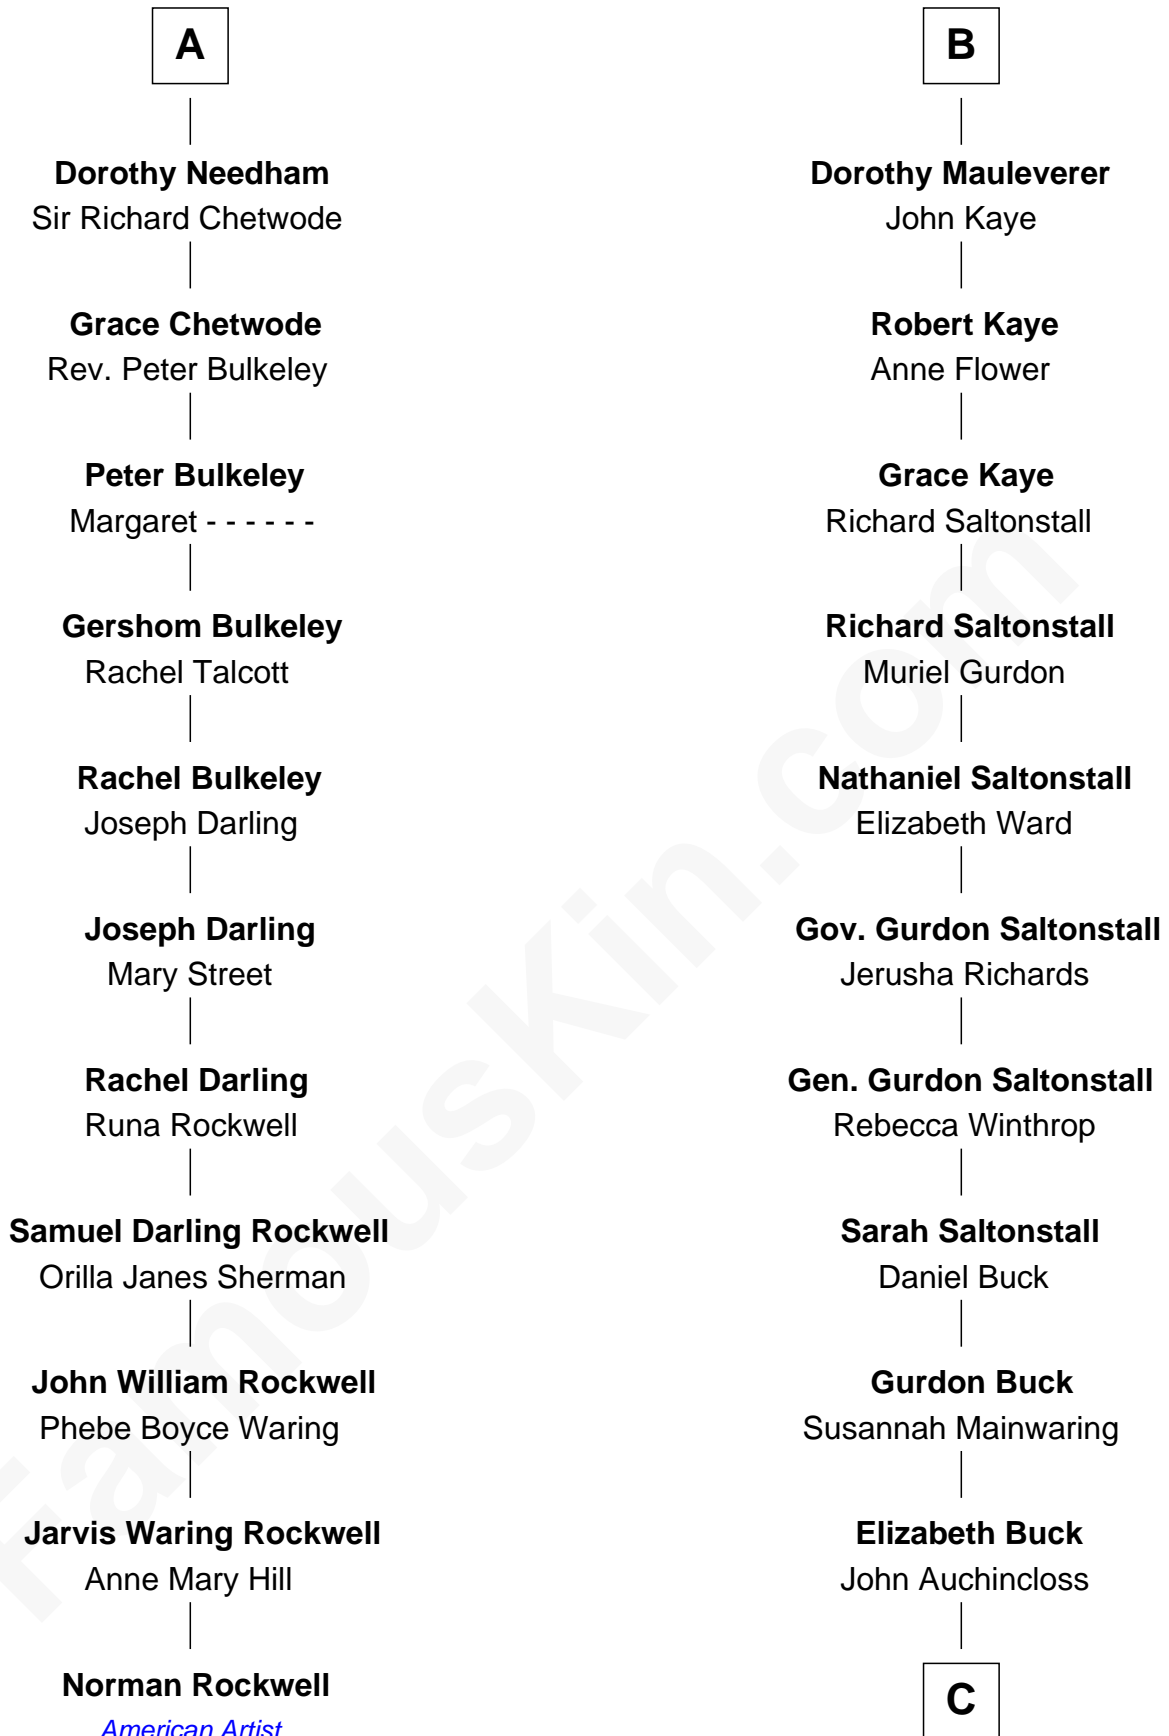 A
Dorothy Needham
Sir Richard Chetwode
Grace Chetwode
Rev. Peter Bulkeley
Peter Bulkeley
Margaret - - - - - -
Gershom Bulkeley
Rachel Talcott
Rachel Bulkeley
Joseph Darling
Joseph Darling
Mary Street
Rachel Darling
Runa Rockwell
Samuel Darling Rockwell
Orilla Janes Sherman
John William Rockwell
Phebe Boyce Waring
Jarvis Waring Rockwell
Anne Mary Hill
Norman Rockwell
American Artist
B
Dorothy Mauleverer
John Kaye
Robert Kaye
Anne Flower
Grace Kaye
Richard Saltonstall
Richard Saltonstall
Muriel Gurdon
Nathaniel Saltonstall
Elizabeth Ward
Gov. Gurdon Saltonstall
Jerusha Richards
Gen. Gurdon Saltonstall
Rebecca Winthrop
Sarah Saltonstall
Daniel Buck
Gurdon Buck
Susannah Mainwaring
Elizabeth Buck
John Auchincloss
C
FamousKin.com